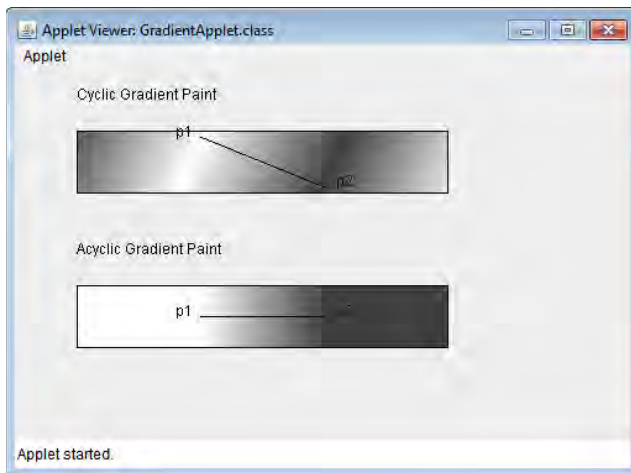 Applet Viewer: GradientApplet.class
Applet
Cyclic Gradient Paint
p1
p2
Acyclic Gradient Paint
p1
Applet started.